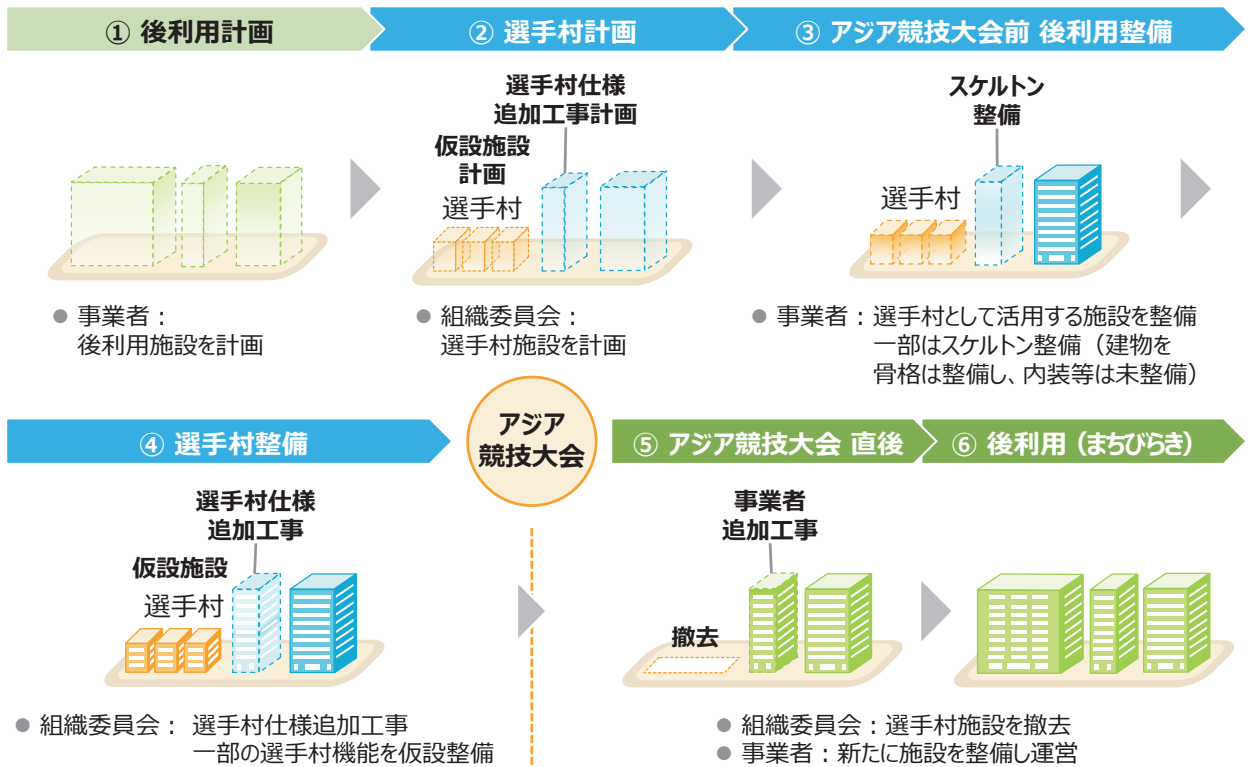 ① 後利用計画
② 選手村計画
③ アジア競技大会前 後利用整備
選手村仕様
追加工事計画
仮設施設
計画
選手村
スケルトン
整備
選手村
● 事業者：
後利用施設を計画
● 組織委員会：
選手村施設を計画
● 事業者：選手村として活用する施設を整備
一部はスケルトン整備（建物を
骨格は整備し、内装等は未整備）
④ 選手村整備
アジア
競技大会
⑤ アジア競技大会 直後
⑥ 後利用（まちびらき）
選手村仕様
追加工事
仮設施設
選手村
事業者
追加工事
撤去
● 組織委員会： 選手村仕様追加工事
一部の選手村機能を仮設整備
● 組織委員会：選手村施設を撤去
● 事業者：新たに施設を整備し運営